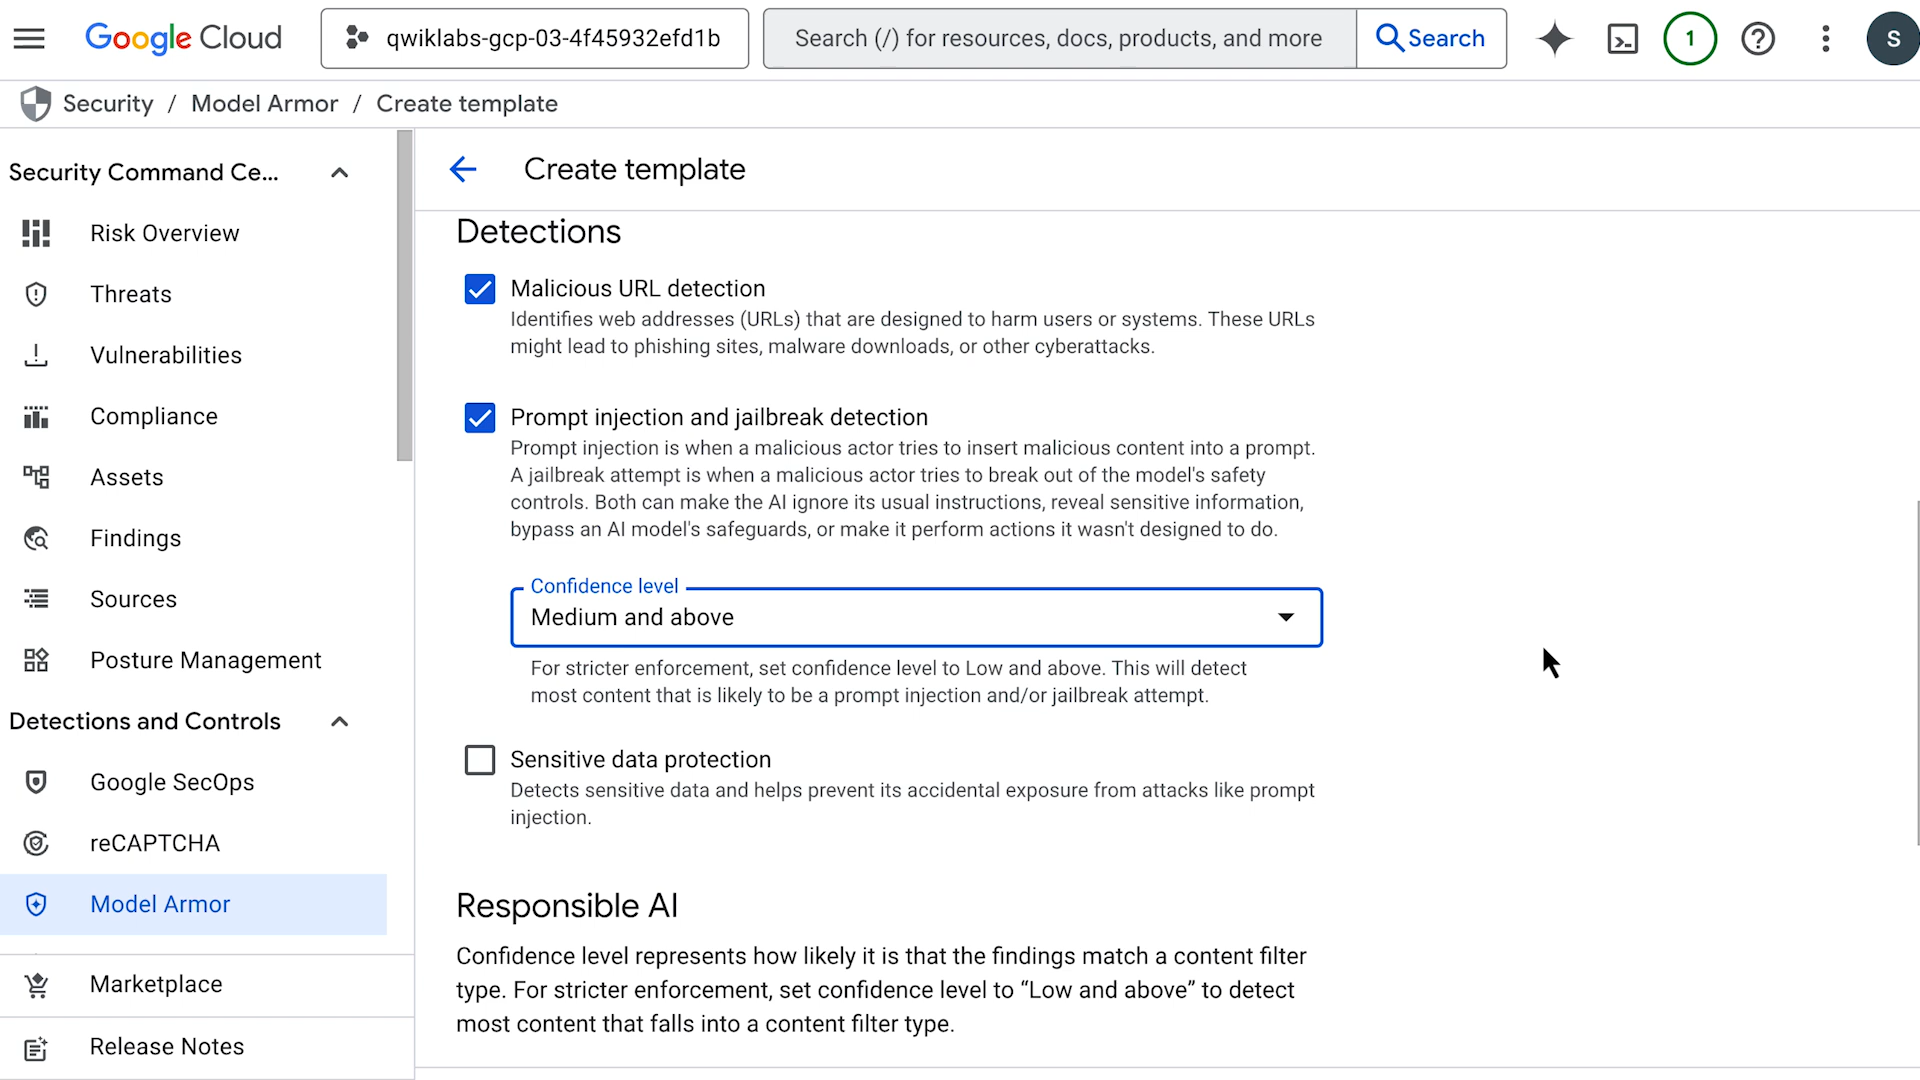 Google Cloud
qwiklabs-gcp-03-4f45932efd1b
Search (/) for resources, docs, products, and more
Search
1
S
Security / Model Armor / Create template
Security Command Ce...
Risk Overview
Threats
Vulnerabilities
Compliance
Assets
Findings
Sources
Posture Management
Detections and Controls
Google SecOps
reCAPTCHA
Model Armor
Marketplace
Release Notes
Create template
Detections
Malicious URL detection
Identifies web addresses (URLs) that are designed to harm users or systems. These URLs
might lead to phishing sites, malware downloads, or other cyberattacks.
Prompt injection and jailbreak detection
Prompt injection is when a malicious actor tries to insert malicious content into a prompt.
A jailbreak attempt is when a malicious actor tries to break out of the model's safety
controls. Both can make the AI ignore its usual instructions, reveal sensitive information,
bypass an AI model's safeguards, or make it perform actions it wasn't designed to do.
Confidence level
Medium and above
For stricter enforcement, set confidence level to Low and above. This will detect
most content that is likely to be a prompt injection and/or jailbreak attempt.
Sensitive data protection
Detects sensitive data and helps prevent its accidental exposure from attacks like prompt
injection.
Responsible AI
Confidence level represents how likely it is that the findings match a content filter
type. For stricter enforcement, set confidence level to “Low and above” to detect
most content that falls into a content filter type.